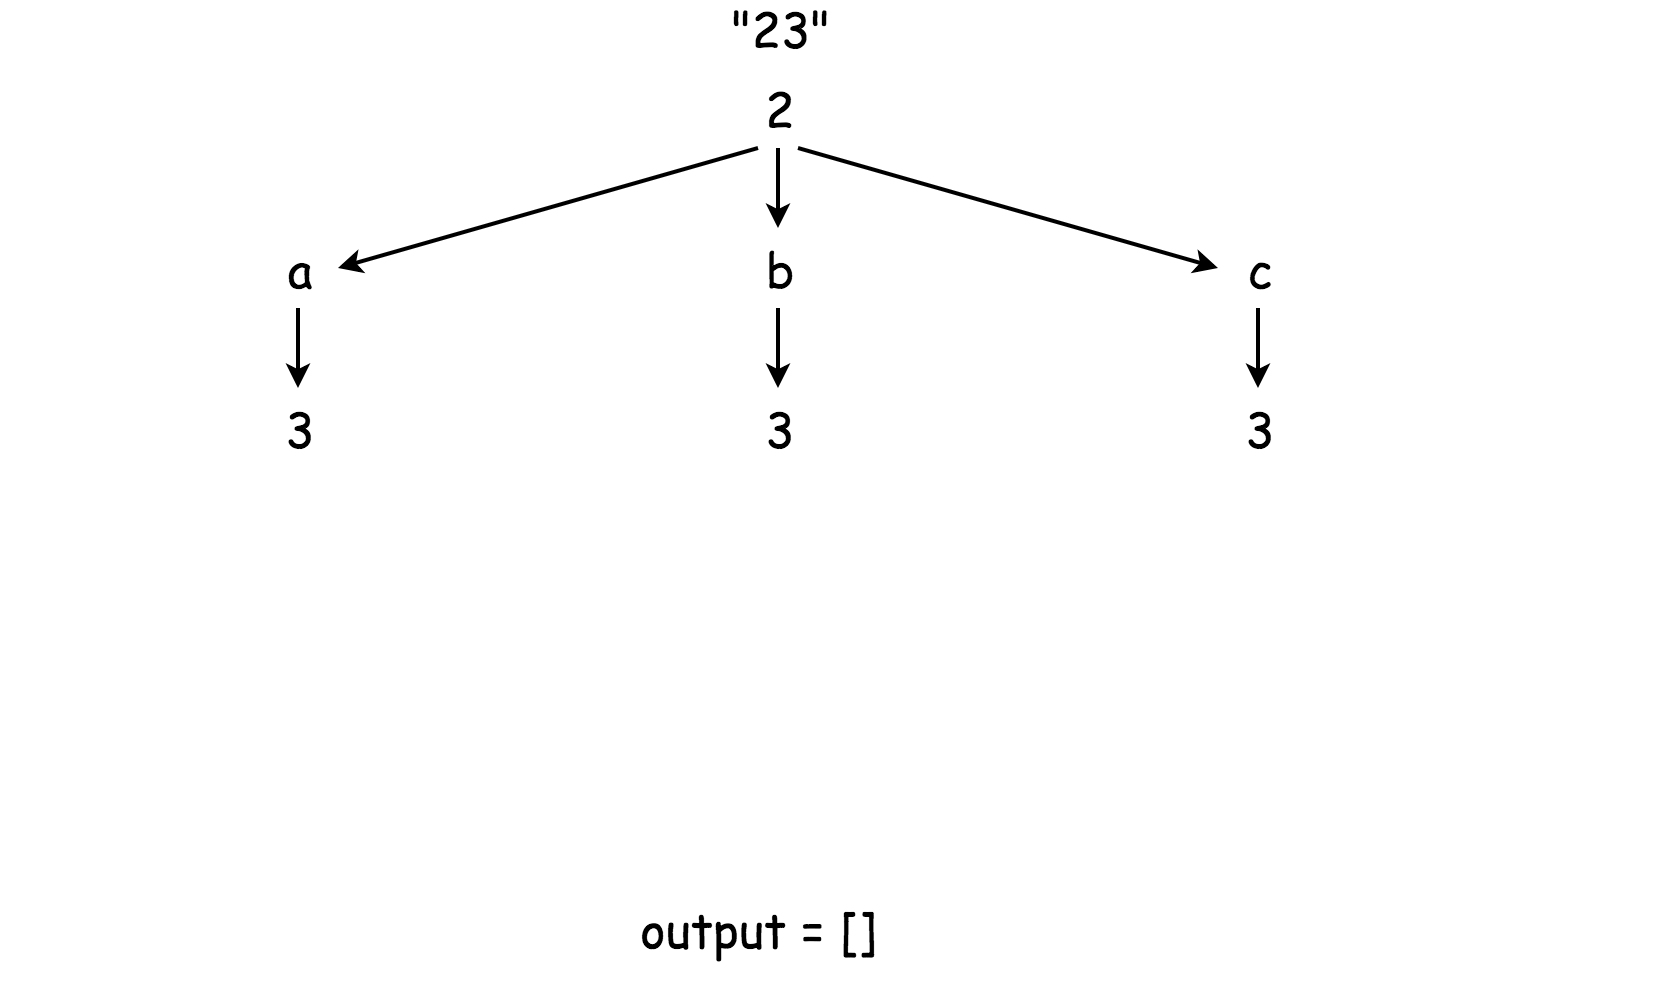 "23"
2
a b c
3 3 3
output = []